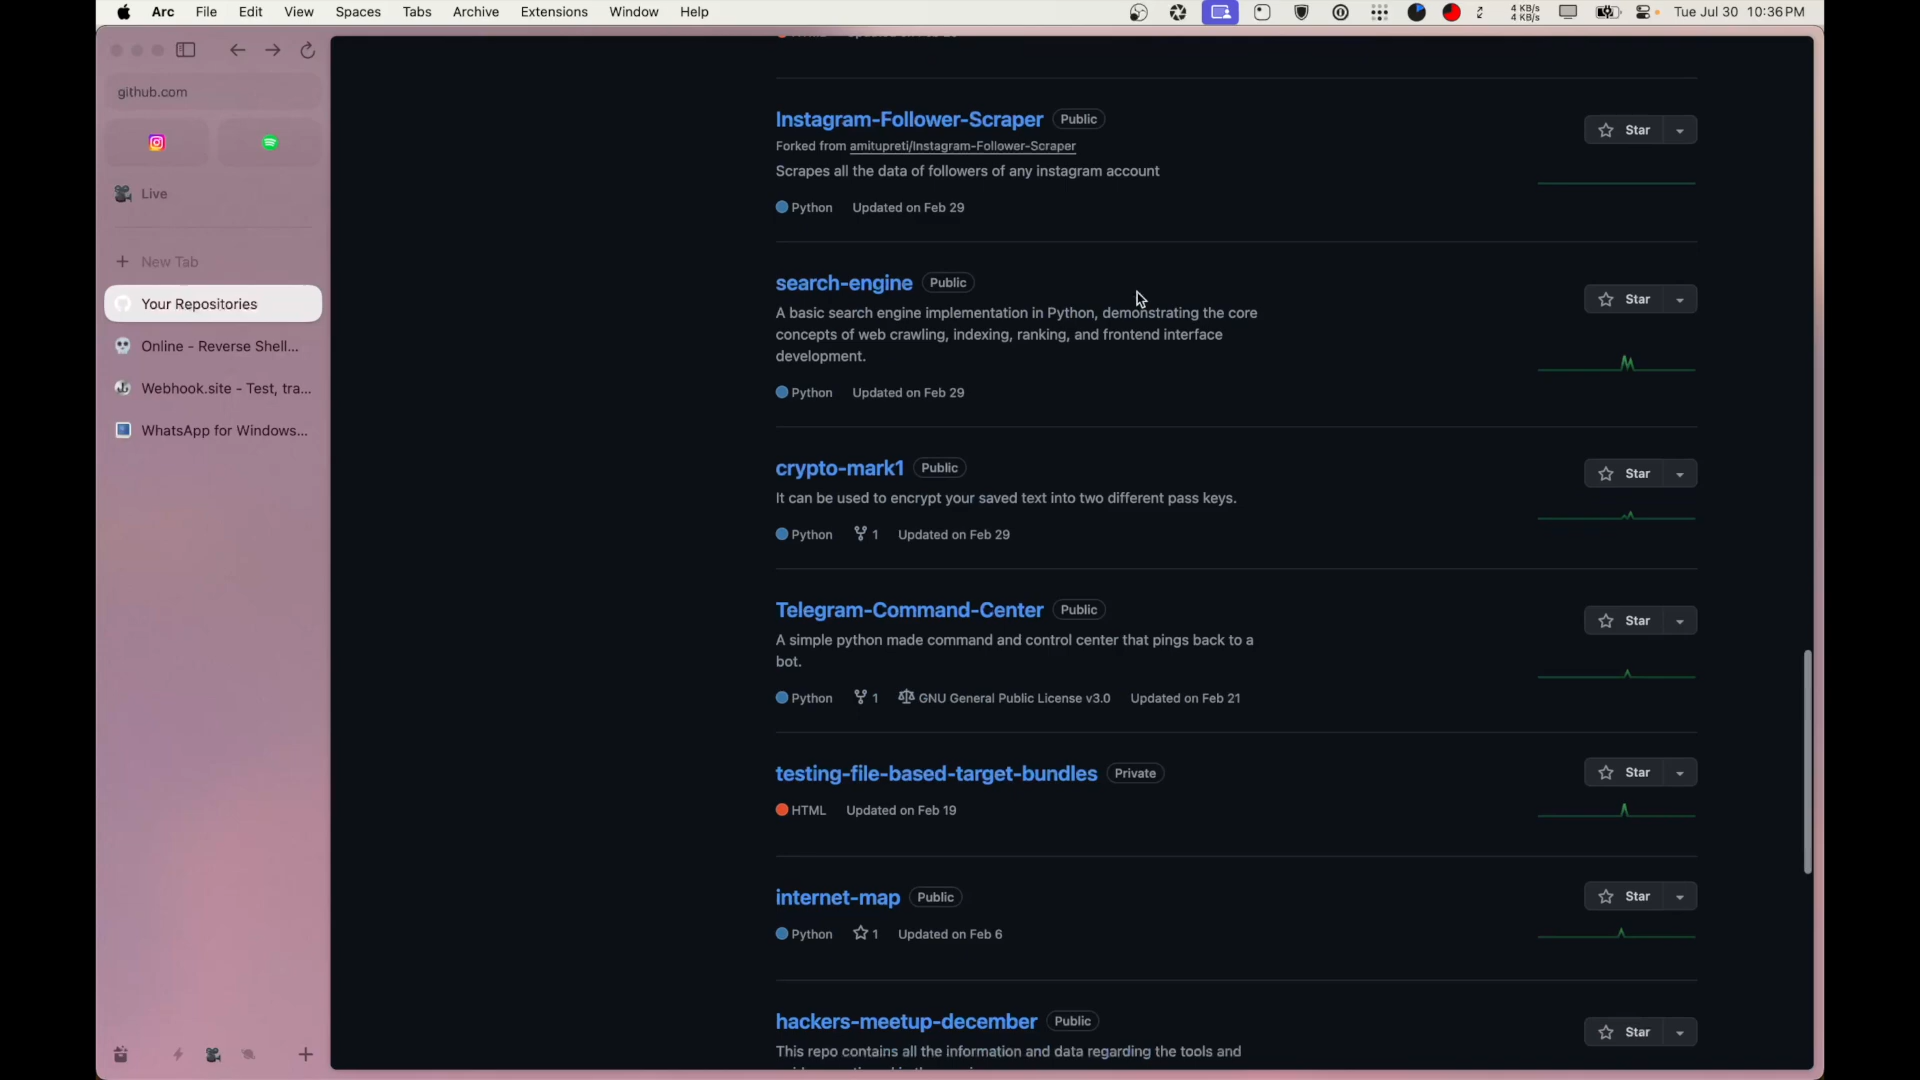 Arc File Edit View Spaces Tabs Archive Extensions Window Help
4 KB/s
4 KB/s
Tue Jul 30 10:36 PM
github.com
Live
New Tab
Your Repositories
Online - Reverse Shell...
Webhook.site - Test, tra...
WhatsApp for Windows...
Instagram-Follower-Scraper Public
Star
Forked from amitupreti/Instagram-Follower-Scraper
Scrapes all the data of followers of any instagram account
Python Updated on Feb 29
search-engine Public
Star
A basic search engine implementation in Python, demonstrating the core
concepts of web crawling, indexing, ranking, and frontend interface
development.
Python Updated on Feb 29
crypto-mark1 Public
Star
It can be used to encrypt your saved text into two different pass keys.
Python 1 Updated on Feb 29
Telegram-Command-Center Public
Star
A simple python made command and control center that pings back to a
bot.
Python 1 GNU General Public License v3.0 Updated on Feb 21
testing-file-based-target-bundles Private
Star
HTML Updated on Feb 19
internet-map Public
Star
Python 1 Updated on Feb 6
hackers-meetup-december Public
Star
This repo contains all the information and data regarding the tools and